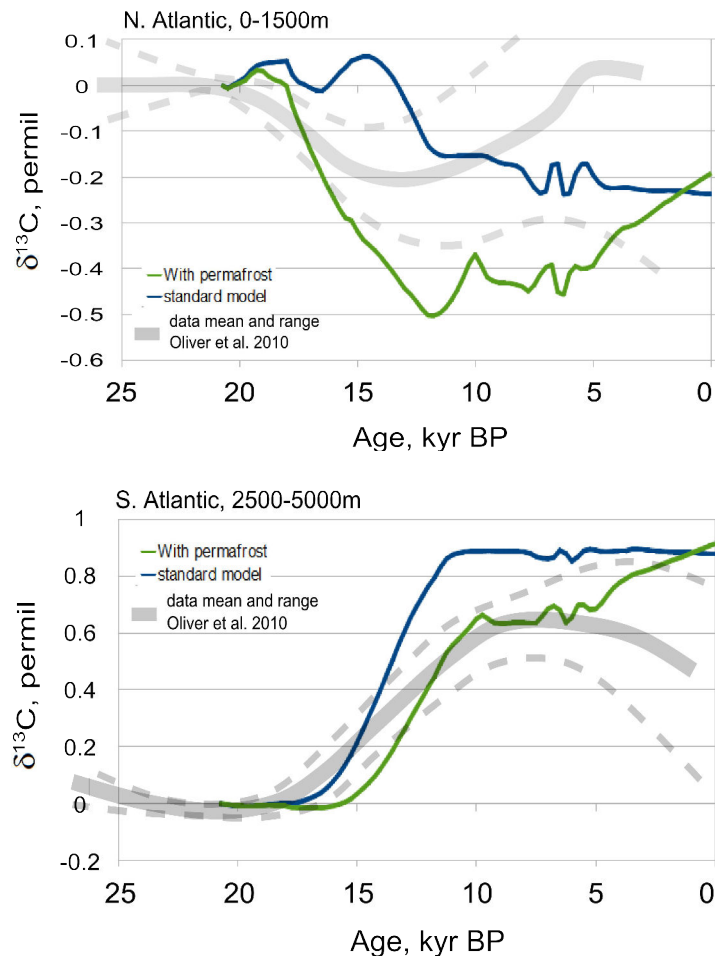 N. Atlantic, 0-1500m
0.1
0
-0.1
-0.2
-0.3
-0.4
-0.5
-0.6
δ¹³C, permil
With permafrost
standard model
data mean and range
Oliver et al. 2010
25 20 15 10 5 0
Age, kyr BP
S. Atlantic, 2500-5000m
1
0.8
0.6
0.4
0.2
0
-0.2
δ¹³C, permil
With permafrost
standard model
data mean and range
Oliver et al. 2010
25 20 15 10 5 0
Age, kyr BP